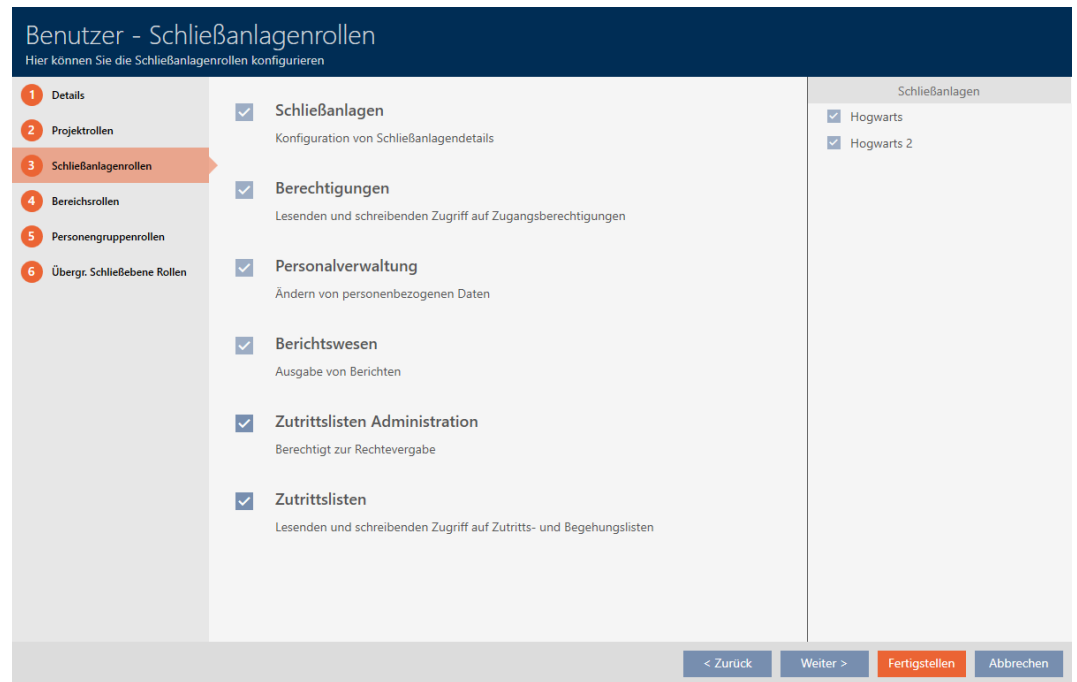 Benutzer - Schließanlagenrollen
Hier können Sie die Schließanlagenrollen konfigurieren
1 Details
2 Projektrollen
3 Schließanlagenrollen
4 Bereichsrollen
5 Personengruppenrollen
6 Übergr. Schließebene Rollen
Schließanlagen
Konfiguration von Schließanlagendetails
Berechtigungen
Lesenden und schreibenden Zugriff auf Zugangsberechtigungen
Personalverwaltung
Ändern von personenbezogenen Daten
Berichtswesen
Ausgabe von Berichten
Zutrittslisten Administration
Berechtigt zur Rechtevergabe
Zutrittslisten
Lesenden und schreibenden Zugriff auf Zutritts- und Begehungslisten
Schließanlagen
Hogwarts
Hogwarts 2
< Zurück
Weiter >
Fertigstellen
Abbrechen